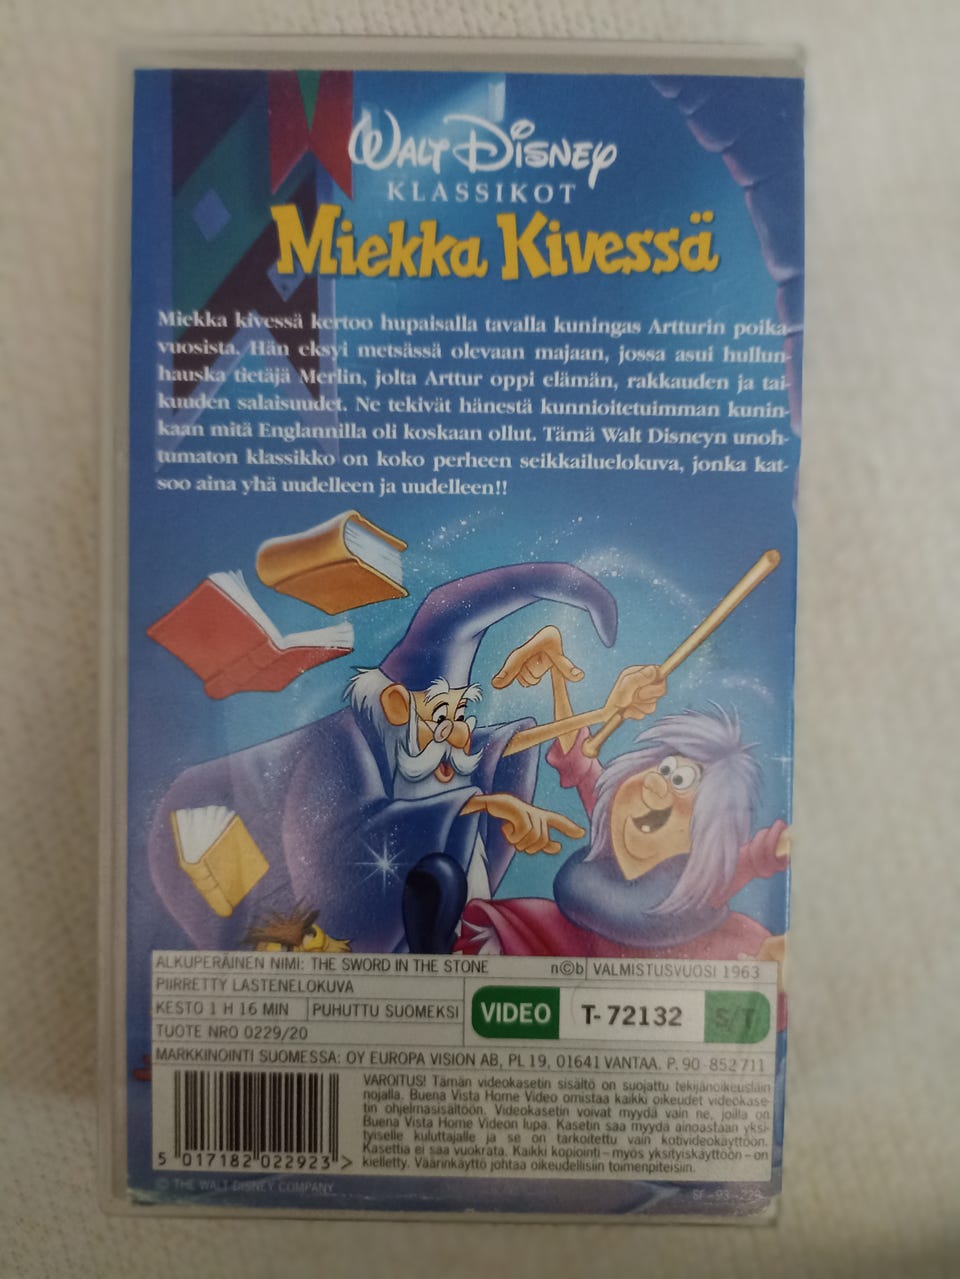 WALT DISNEY
KLASSIKOT
Miekka Kivessä
Miekka kivessä kertoo hupaisalla tavalla kuningas Artturin poika-
vuosista. Hän eksyi metsässä olevaan majaan, jossa asui hullun-
hauska tietäjä Merlin, jolta Arttur oppi elämän, rakkauden ja tai-
kuuden salaisuudet. Ne tekivät hänestä kunnioitetuimman kunin-
kaan mitä Englannilla oli koskaan ollut. Tämä Walt Disneyn unoh-
tumaton klassikko on koko perheen seikkailuelokuva, jonka kat-
soo aina yhä uudelleen ja uudelleen!!
ALKUPERÄINEN NIMI: THE SWORD IN THE STONE n©b VALMISTUSVUOSI 1963
PIIRRETTY LASTENELOKUVA
KESTO 1 H 16 MIN PUHUTTU SUOMEKSI
VIDEO T-72132 S/T
TUOTE NRO 0229/20
MARKKINOINTI SUOMESSA: OY EUROPA VISION AB, PL 19, 01641 VANTAA. P. 90-852 711
VAROITUS! Tämän videokasetin sisältö on suojattu tekijänoikeuslain
nojalla. Buena Vista Home Video omistaa kaikki oikeudet videokase-
tin ohjelmasisältöön. Videokasetin voivat myydä vain ne, joilla on
Buena Vista Home Videon lupa. Kasetin saa myydä ainoastaan yksi-
tyiselle kuluttajalle ja se on tarkoitettu vain kotivideokäyttöön.
Kasettia ei saa vuokrata. Kaikki kopiointi – myös yksityiskäyttöön – on
kielletty. Väärinkäyttö johtaa oikeudellisiin toimenpiteisiin.
5 017182 022923 >
© THE WALT DISNEY COMPANY
SF-93-229